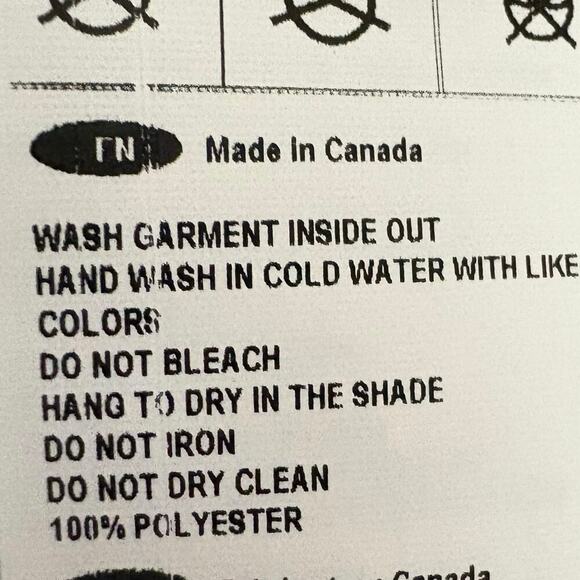 EN Made in Canada
WASH GARMENT INSIDE OUT
HAND WASH IN COLD WATER WITH LIKE
COLORS
DO NOT BLEACH
HANG TO DRY IN THE SHADE
DO NOT IRON
DO NOT DRY CLEAN
100% POLYESTER
Canada